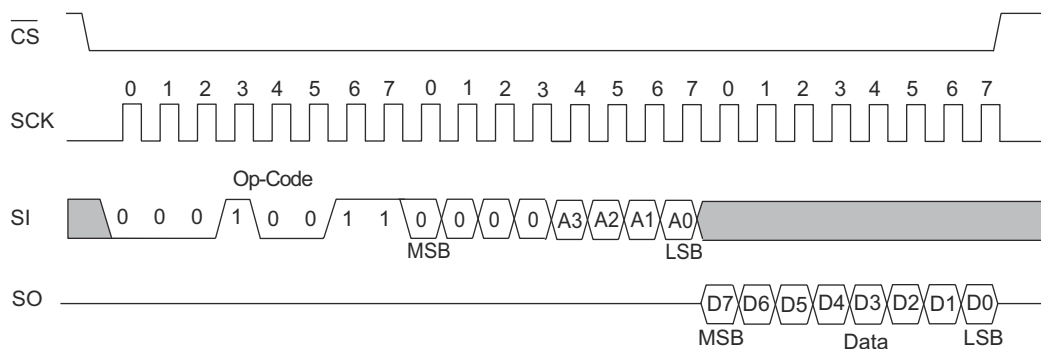 CS
0 1 2 3 4 5 6 7 0 1 2 3 4 5 6 7 0 1 2 3 4 5 6 7
SCK
Op-Code
SI 0 0 0 1 0 0 1 1 0 0 0 0 A3 A2 A1 A0
MSB LSB
SO D7 D6 D5 D4 D3 D2 D1 D0
MSB Data LSB